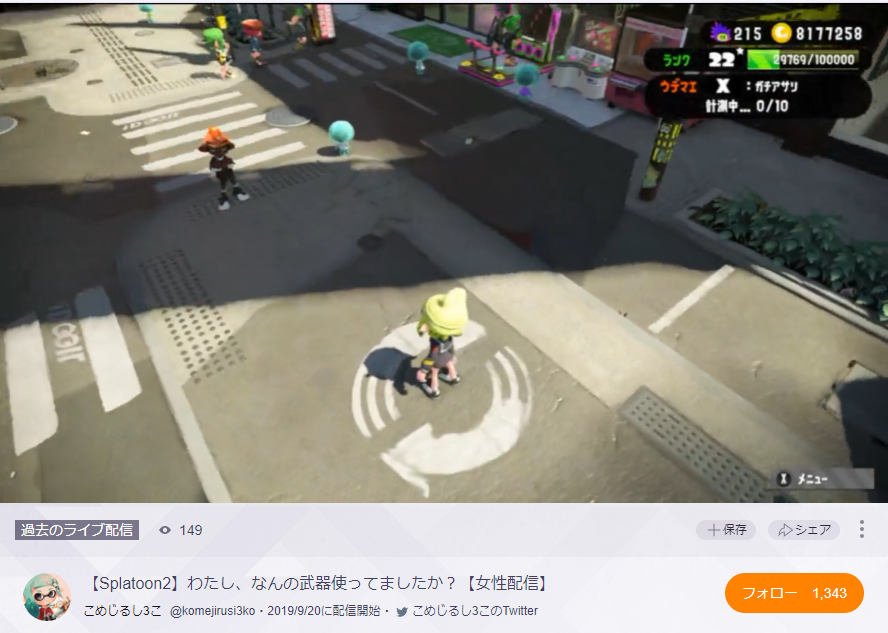 215 8177258
ランク 22★ 29769/100000
ウデマエ X :ガチアサリ
計測中... 0/10
X メニュー
過去のライブ配信 149 +保存 シェア
【Splatoon2】わたし、なんの武器使ってましたか?【女性配信】
こめじるし3こ @komejirusi3ko・2019/9/20に配信開始・ こめじるし3このTwitter
フォロー 1,343